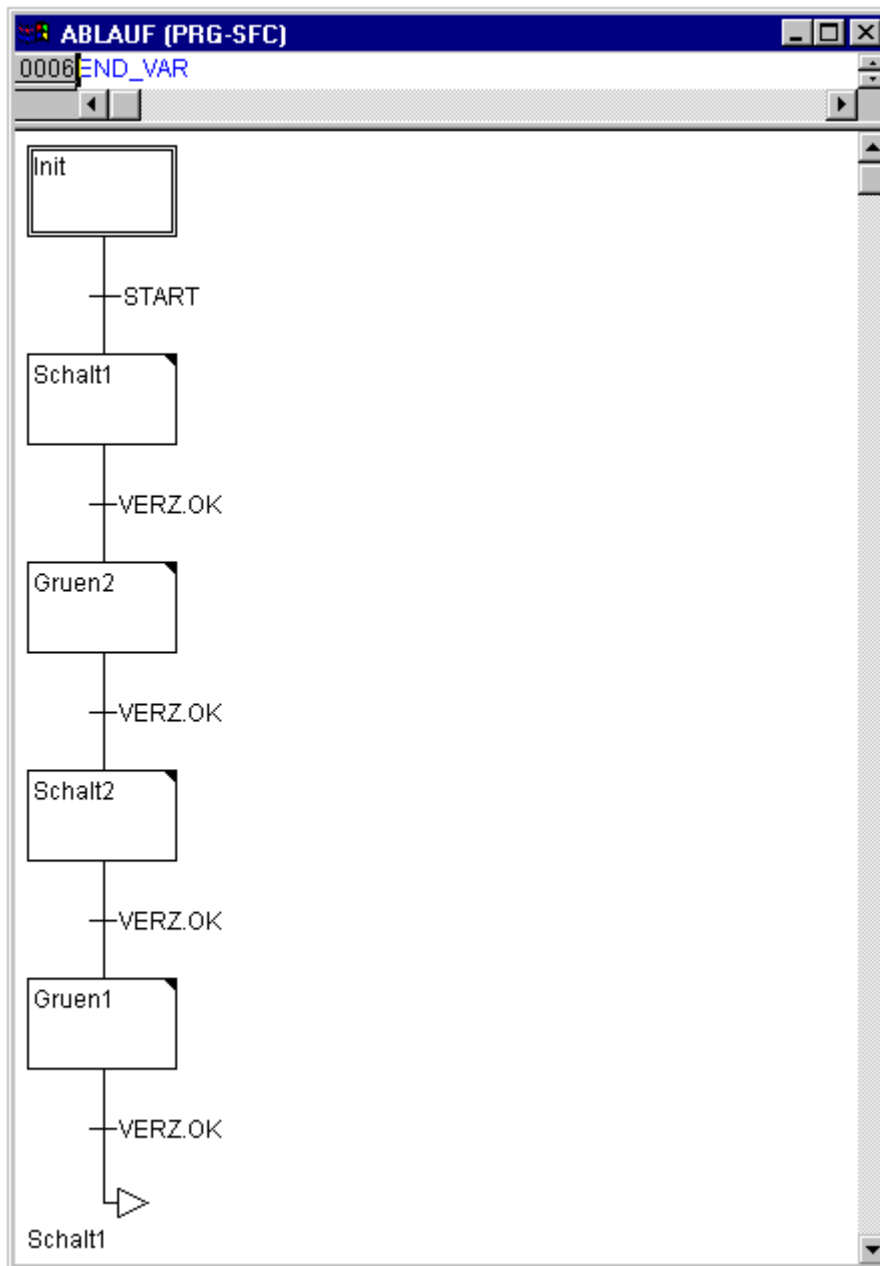 ABLAUF (PRG-SFC)
0006 END_VAR
Init
START
Schalt1
VERZ.OK
Gruen2
VERZ.OK
Schalt2
VERZ.OK
Gruen1
VERZ.OK
Schalt1